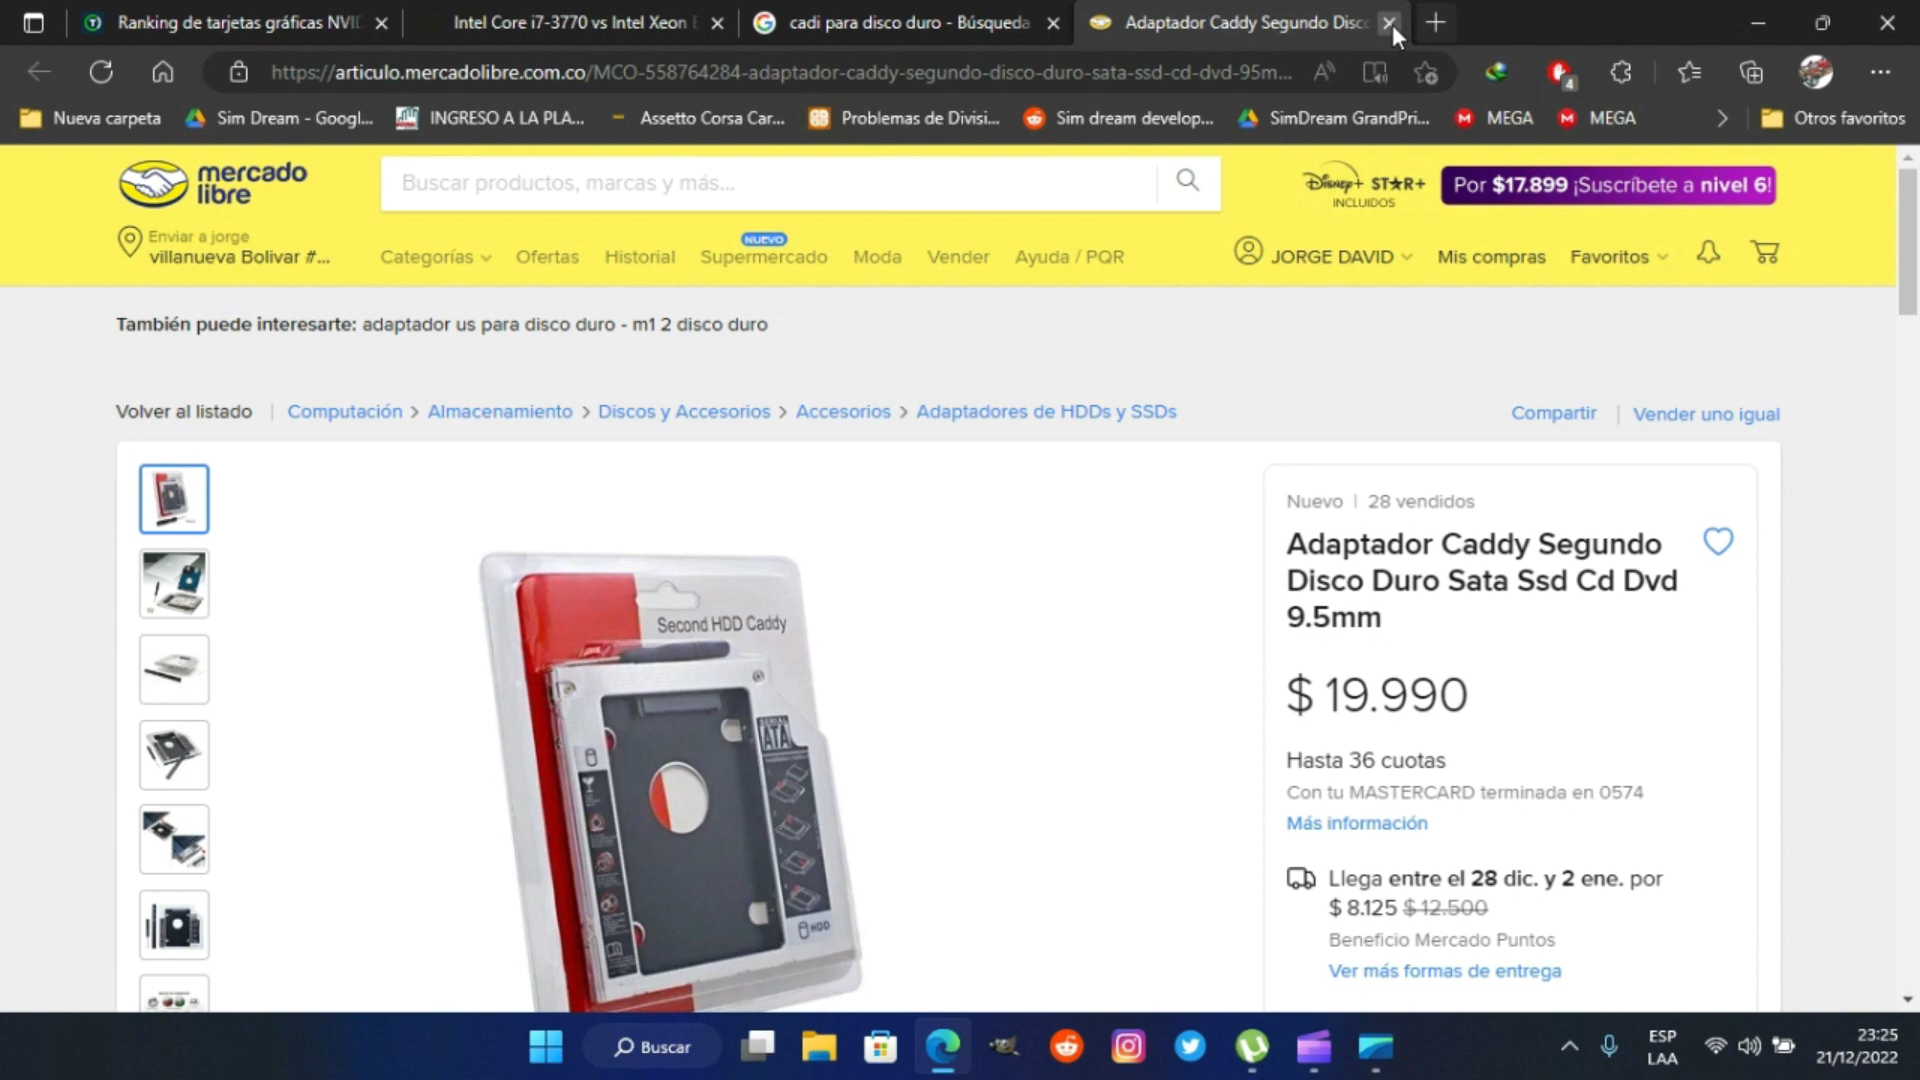 Ranking de tarjetas gráficas NVID
Intel Core i7-3770 vs Intel Xeon E
cadi para disco duro - Búsqueda
Adaptador Caddy Segundo Disco
https://articulo.mercadolibre.com.co/MCO-558764284-adaptador-caddy-segundo-disco-duro-sata-ssd-cd-dvd-95m...
4
Nueva carpeta
Sim Dream - Googl...
INGRESO A LA PLA...
Assetto Corsa Car...
Problemas de Divisi...
Sim dream develop...
SimDream GrandPri...
MEGA
MEGA
Otros favoritos
mercado
libre
Buscar productos, marcas y más...
Disney+ STAR+
INCLUIDOS
Por $17.899 ¡Suscríbete a nivel 6!
Enviar a jorge
villanueva Bolivar #...
Categorías
Ofertas
Historial
NUEVO
Supermercado
Moda
Vender
Ayuda / PQR
JORGE DAVID
Mis compras
Favoritos
También puede interesarte: adaptador us para disco duro - m1 2 disco duro
Volver al listado | Computación > Almacenamiento > Discos y Accesorios > Accesorios > Adaptadores de HDDs y SSDs
Compartir | Vender uno igual
Nuevo | 28 vendidos
Adaptador Caddy Segundo
Disco Duro Sata Ssd Cd Dvd
9.5mm
$ 19.990
Hasta 36 cuotas
Con tu MASTERCARD terminada en 0574
Más información
Llega entre el 28 dic. y 2 ene. por
$ 8.125 $ 12.500
Beneficio Mercado Puntos
Ver más formas de entrega
Second HDD Caddy
SERIAL
ATA
HDD
Buscar
ESP
LAA
23:25
21/12/2022